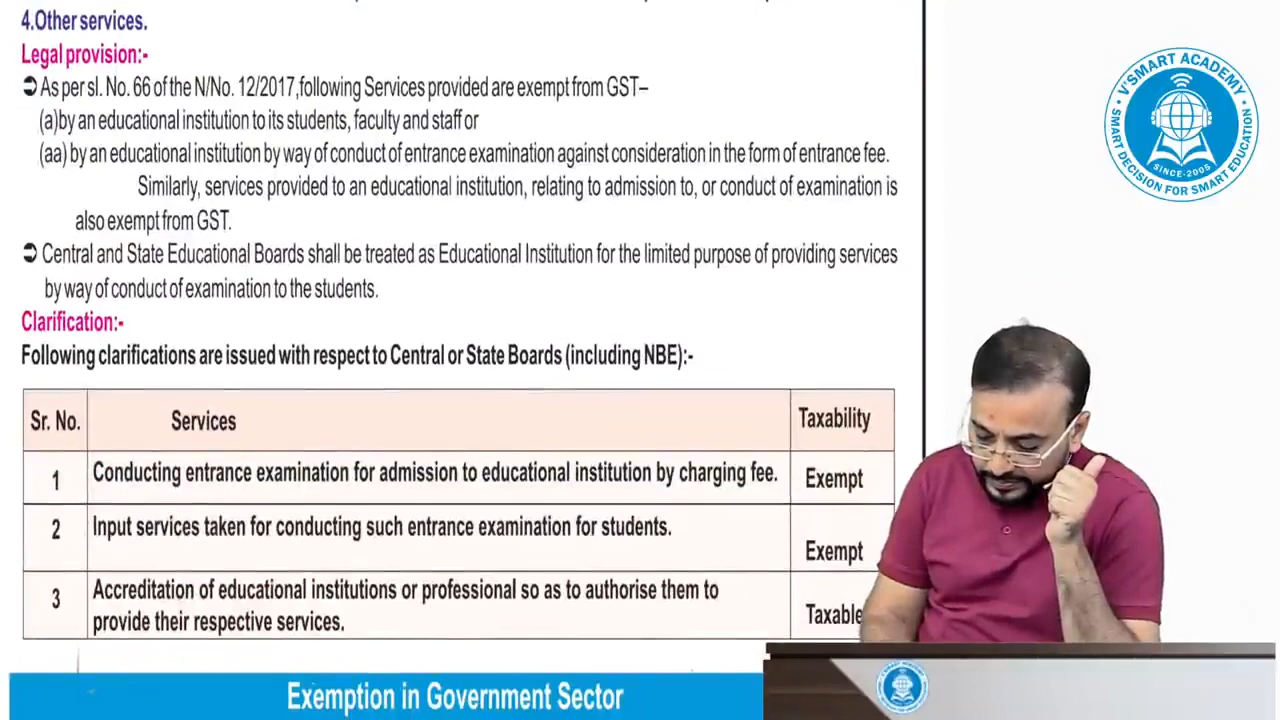 4.Other services.
Legal provision:-
➲ As per sl. No. 66 of the N/No. 12/2017,following Services provided are exempt from GST–
(a)by an educational institution to its students, faculty and staff or
(aa) by an educational institution by way of conduct of entrance examination against consideration in the form of entrance fee.
Similarly, services provided to an educational institution, relating to admission to, or conduct of examination is
also exempt from GST.
➲ Central and State Educational Boards shall be treated as Educational Institution for the limited purpose of providing services
by way of conduct of examination to the students.
Clarification:-
Following clarifications are issued with respect to Central or State Boards (including NBE):-
Sr. No. Services Taxability
1 Conducting entrance examination for admission to educational institution by charging fee. Exempt
2 Input services taken for conducting such entrance examination for students. Exempt
3 Accreditation of educational institutions or professional so as to authorise them to
provide their respective services. Taxable
Exemption in Government Sector
V'SMART ACADEMY
SINCE-2005
SMART DECISION FOR SMART EDUCATION